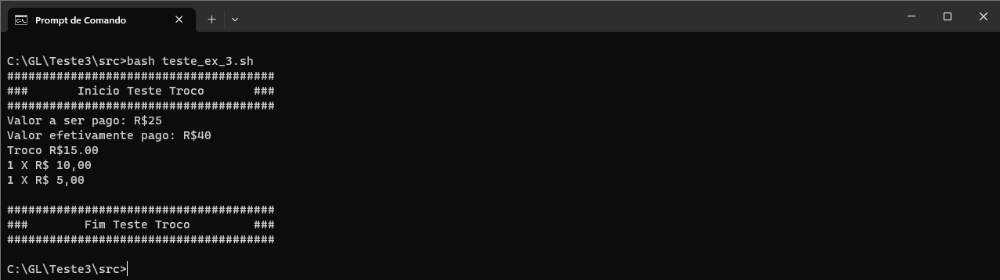 Prompt de Comando
C:\GL\Teste3\src>bash teste_ex_3.sh
######################################
###       Inicio Teste Troco       ###
######################################
Valor a ser pago: R$25
Valor efetivamente pago: R$40
Troco R$15.00
1 X R$ 10,00
1 X R$ 5,00
######################################
###        Fim Teste Troco         ###
######################################
C:\GL\Teste3\src>